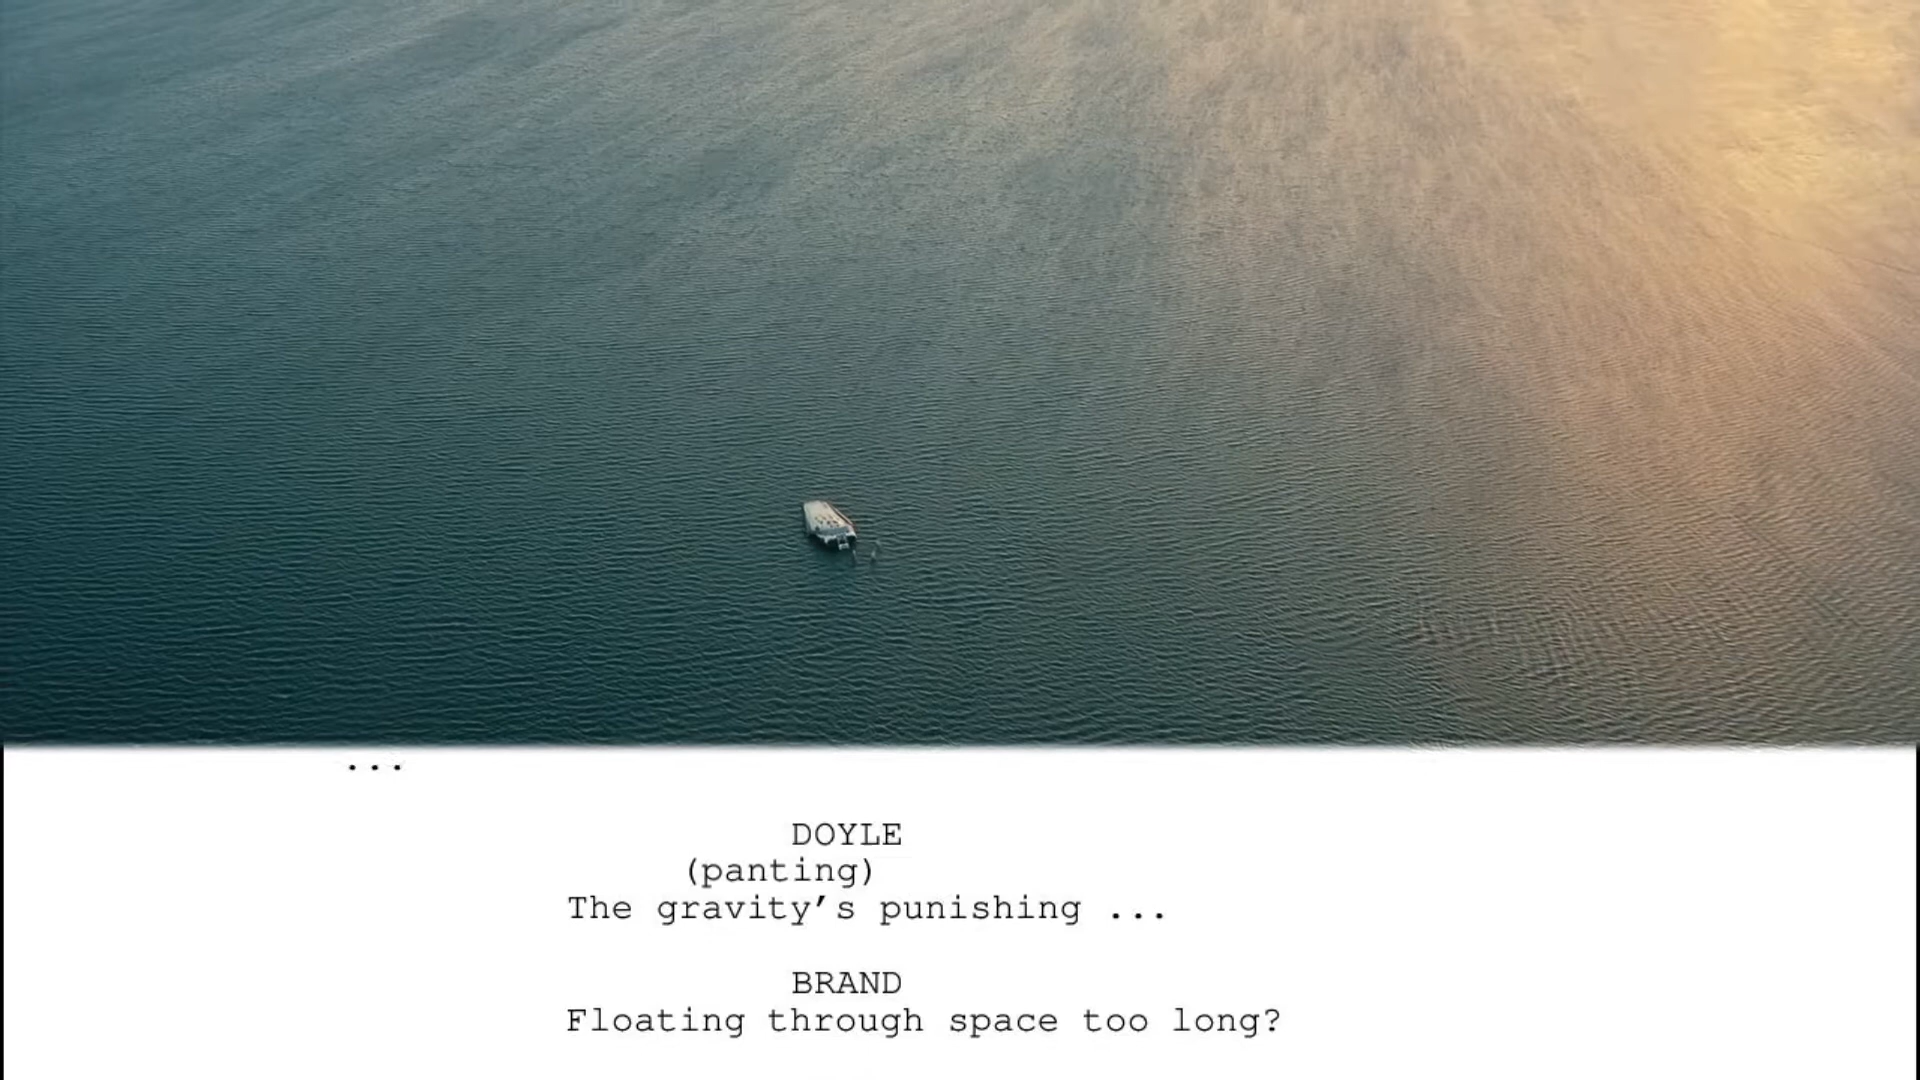 ...
DOYLE
(panting)
The gravity’s punishing ...
BRAND
Floating through space too long?